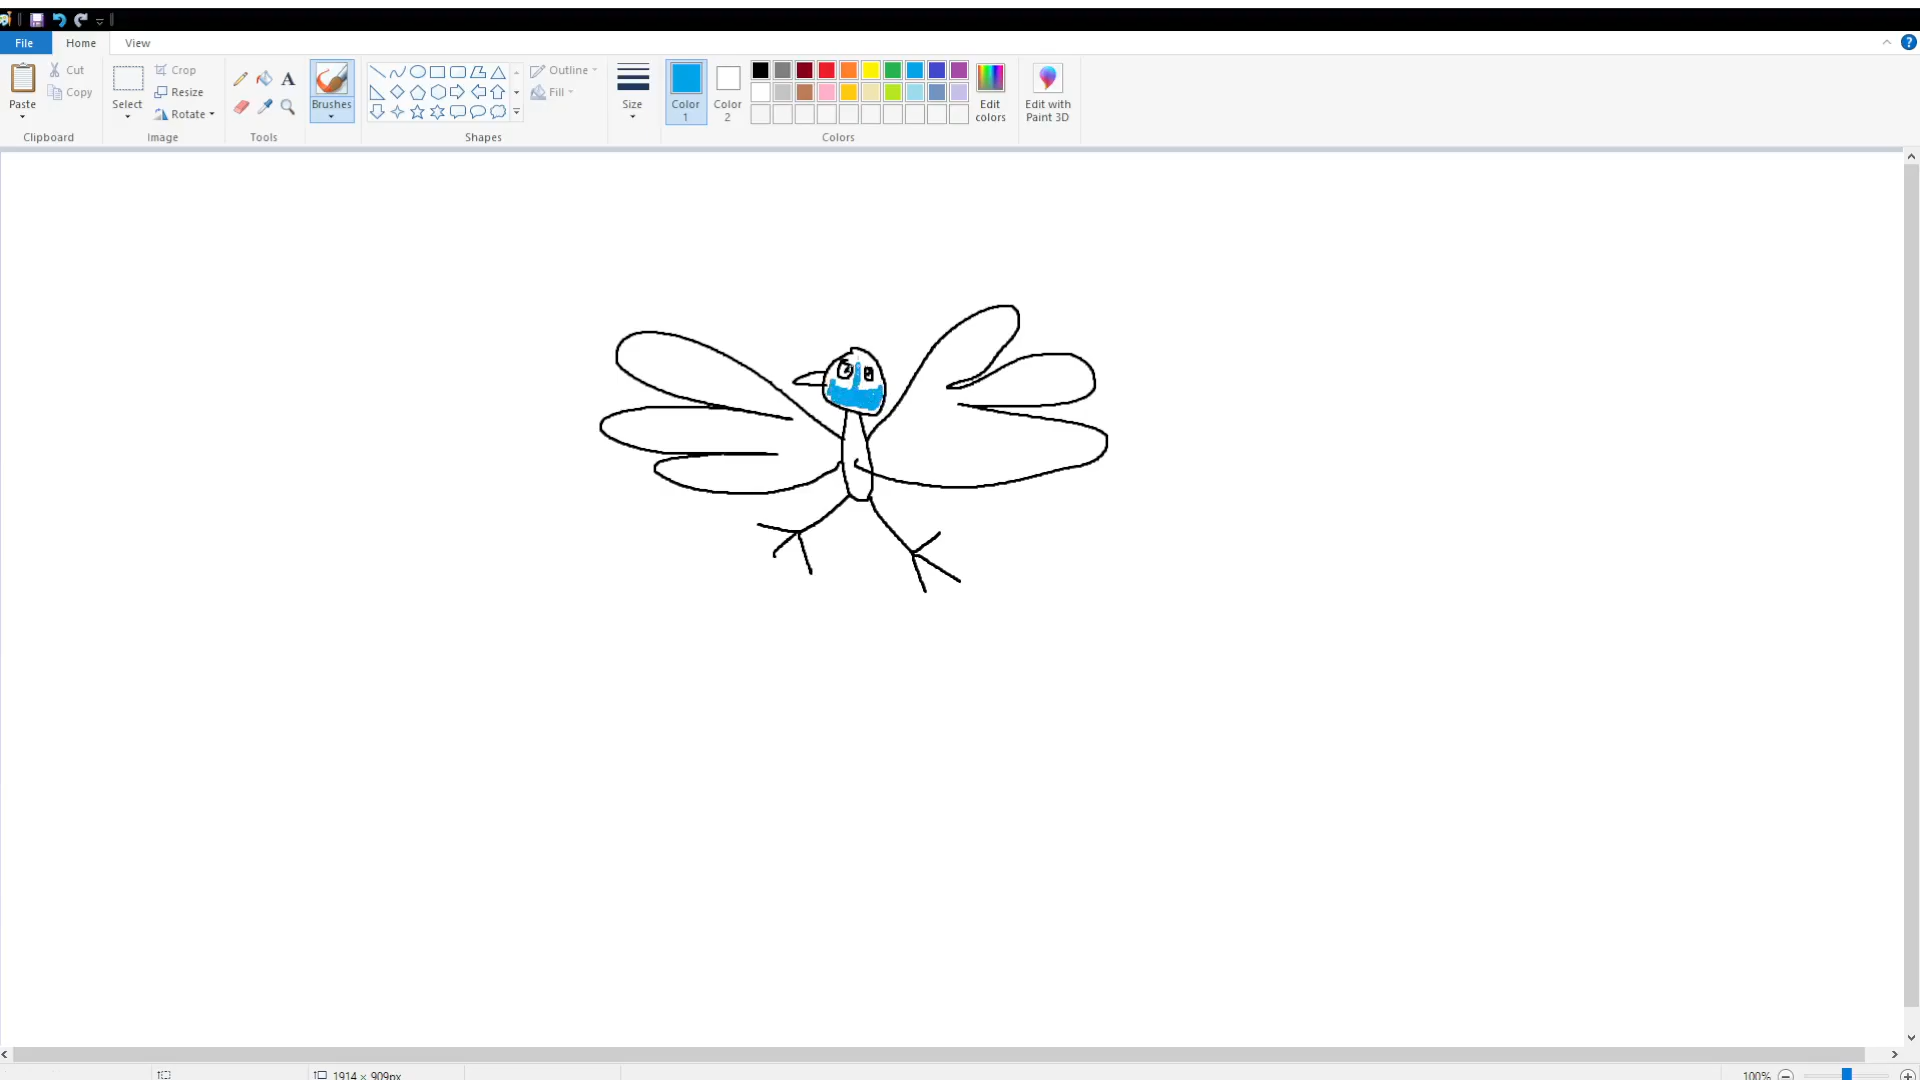 File Home View
Paste Cut Copy Select Crop Resize Rotate Brushes Outline Fill Size Color 1 Color 2 Edit colors Edit with Paint 3D
Clipboard Image Tools Shapes Colors
1914 × 909px 100%